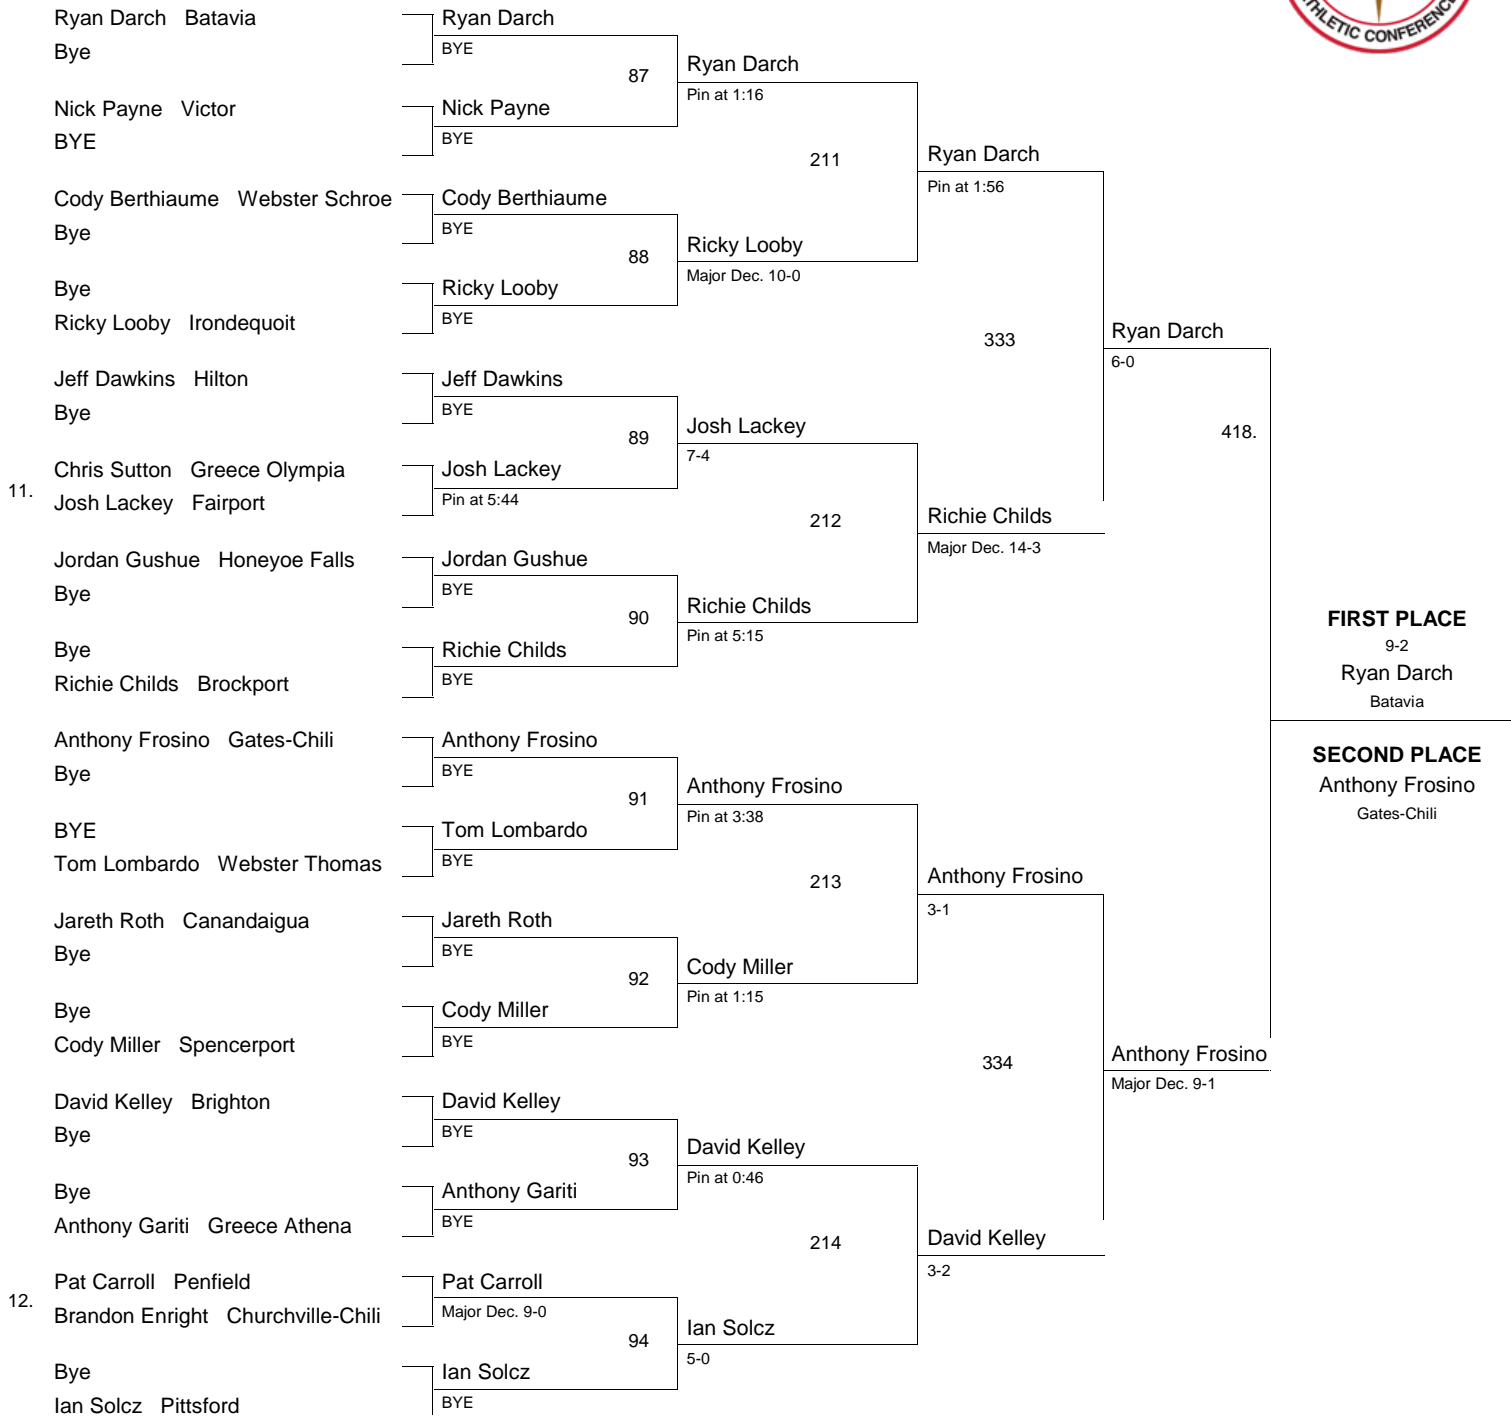 THLETIC CONFERENCE
Ryan Darch Batavia
Bye
Nick Payne Victor
BYE
Cody Berthiaume Webster Schroe
Bye
Bye
Ricky Looby Irondequoit
Jeff Dawkins Hilton
Bye
11.
Chris Sutton Greece Olympia
Josh Lackey Fairport
Jordan Gushue Honeyoe Falls
Bye
Bye
Richie Childs Brockport
Anthony Frosino Gates-Chili
Bye
BYE
Tom Lombardo Webster Thomas
Jareth Roth Canandaigua
Bye
Bye
Cody Miller Spencerport
David Kelley Brighton
Bye
Bye
Anthony Gariti Greece Athena
12.
Pat Carroll Penfield
Brandon Enright Churchville-Chili
Bye
Ian Solcz Pittsford
Ryan Darch
BYE
87
Nick Payne
BYE
Cody Berthiaume
BYE
88
Ricky Looby
BYE
Jeff Dawkins
BYE
89
Josh Lackey
Pin at 5:44
Jordan Gushue
BYE
90
Richie Childs
BYE
Anthony Frosino
BYE
91
Tom Lombardo
BYE
Jareth Roth
BYE
92
Cody Miller
BYE
David Kelley
BYE
93
Anthony Gariti
BYE
Pat Carroll
Major Dec. 9-0
94
Ian Solcz
BYE
Ryan Darch
Pin at 1:16
211
Ricky Looby
Major Dec. 10-0
Josh Lackey
7-4
212
Richie Childs
Pin at 5:15
Anthony Frosino
Pin at 3:38
213
Cody Miller
Pin at 1:15
David Kelley
Pin at 0:46
214
Ian Solcz
5-0
Ryan Darch
Pin at 1:56
333
Richie Childs
Major Dec. 14-3
Anthony Frosino
3-1
334
David Kelley
3-2
Ryan Darch
6-0
418.
Anthony Frosino
Major Dec. 9-1
FIRST PLACE
9-2
Ryan Darch
Batavia
SECOND PLACE
Anthony Frosino
Gates-Chili